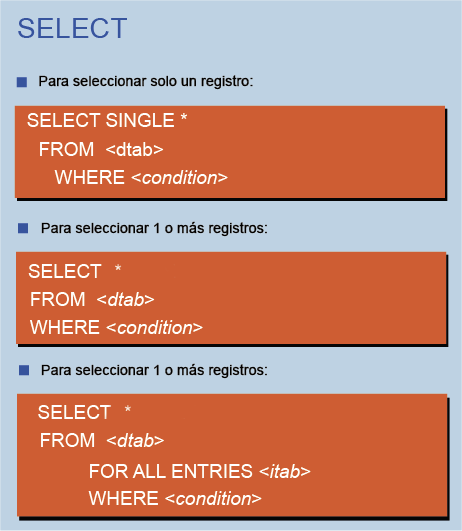 SELECT
Para seleccionar solo un registro:
SELECT SINGLE *
FROM <dtab>
WHERE <condition>
Para seleccionar 1 o más registros:
SELECT *
FROM <dtab>
WHERE <condition>
Para seleccionar 1 o más registros:
SELECT *
FROM <dtab>
FOR ALL ENTRIES <itab>
WHERE <condition>